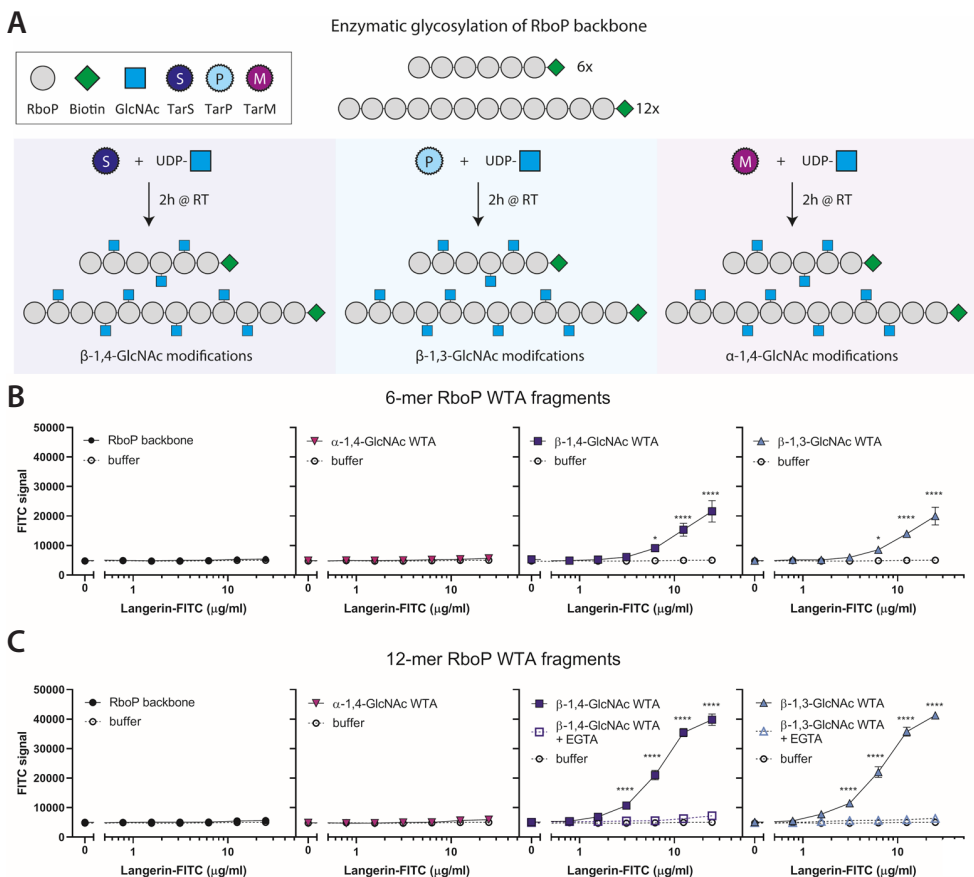 A
Enzymatic glycosylation of RboP backbone
S P M
RboP Biotin GlcNAc TarS TarP TarM
6x
12x
S + UDP-
2h @ RT
β-1,4-GlcNAc modifications
P + UDP-
2h @ RT
β-1,3-GlcNAc modifcations
M + UDP-
2h @ RT
α-1,4-GlcNAc modifications
B
6-mer RboP WTA fragments
FITC signal
50000
40000
30000
20000
10000
0
RboP backbone
buffer
0 1 10
Langerin-FITC (µg/ml)
α-1,4-GlcNAc WTA
buffer
0 1 10
Langerin-FITC (µg/ml)
β-1,4-GlcNAc WTA
buffer
* **** ****
0 1 10
Langerin-FITC (µg/ml)
β-1,3-GlcNAc WTA
buffer
* **** ****
0 1 10
Langerin-FITC (µg/ml)
C
12-mer RboP WTA fragments
FITC signal
50000
40000
30000
20000
10000
0
RboP backbone
buffer
0 1 10
Langerin-FITC (µg/ml)
α-1,4-GlcNAc WTA
buffer
0 1 10
Langerin-FITC (µg/ml)
β-1,4-GlcNAc WTA
β-1,4-GlcNAc WTA
+ EGTA
buffer
**** **** **** ****
0 1 10
Langerin-FITC (µg/ml)
β-1,3-GlcNAc WTA
β-1,3-GlcNAc WTA
+ EGTA
buffer
**** **** **** ****
0 1 10
Langerin-FITC (µg/ml)